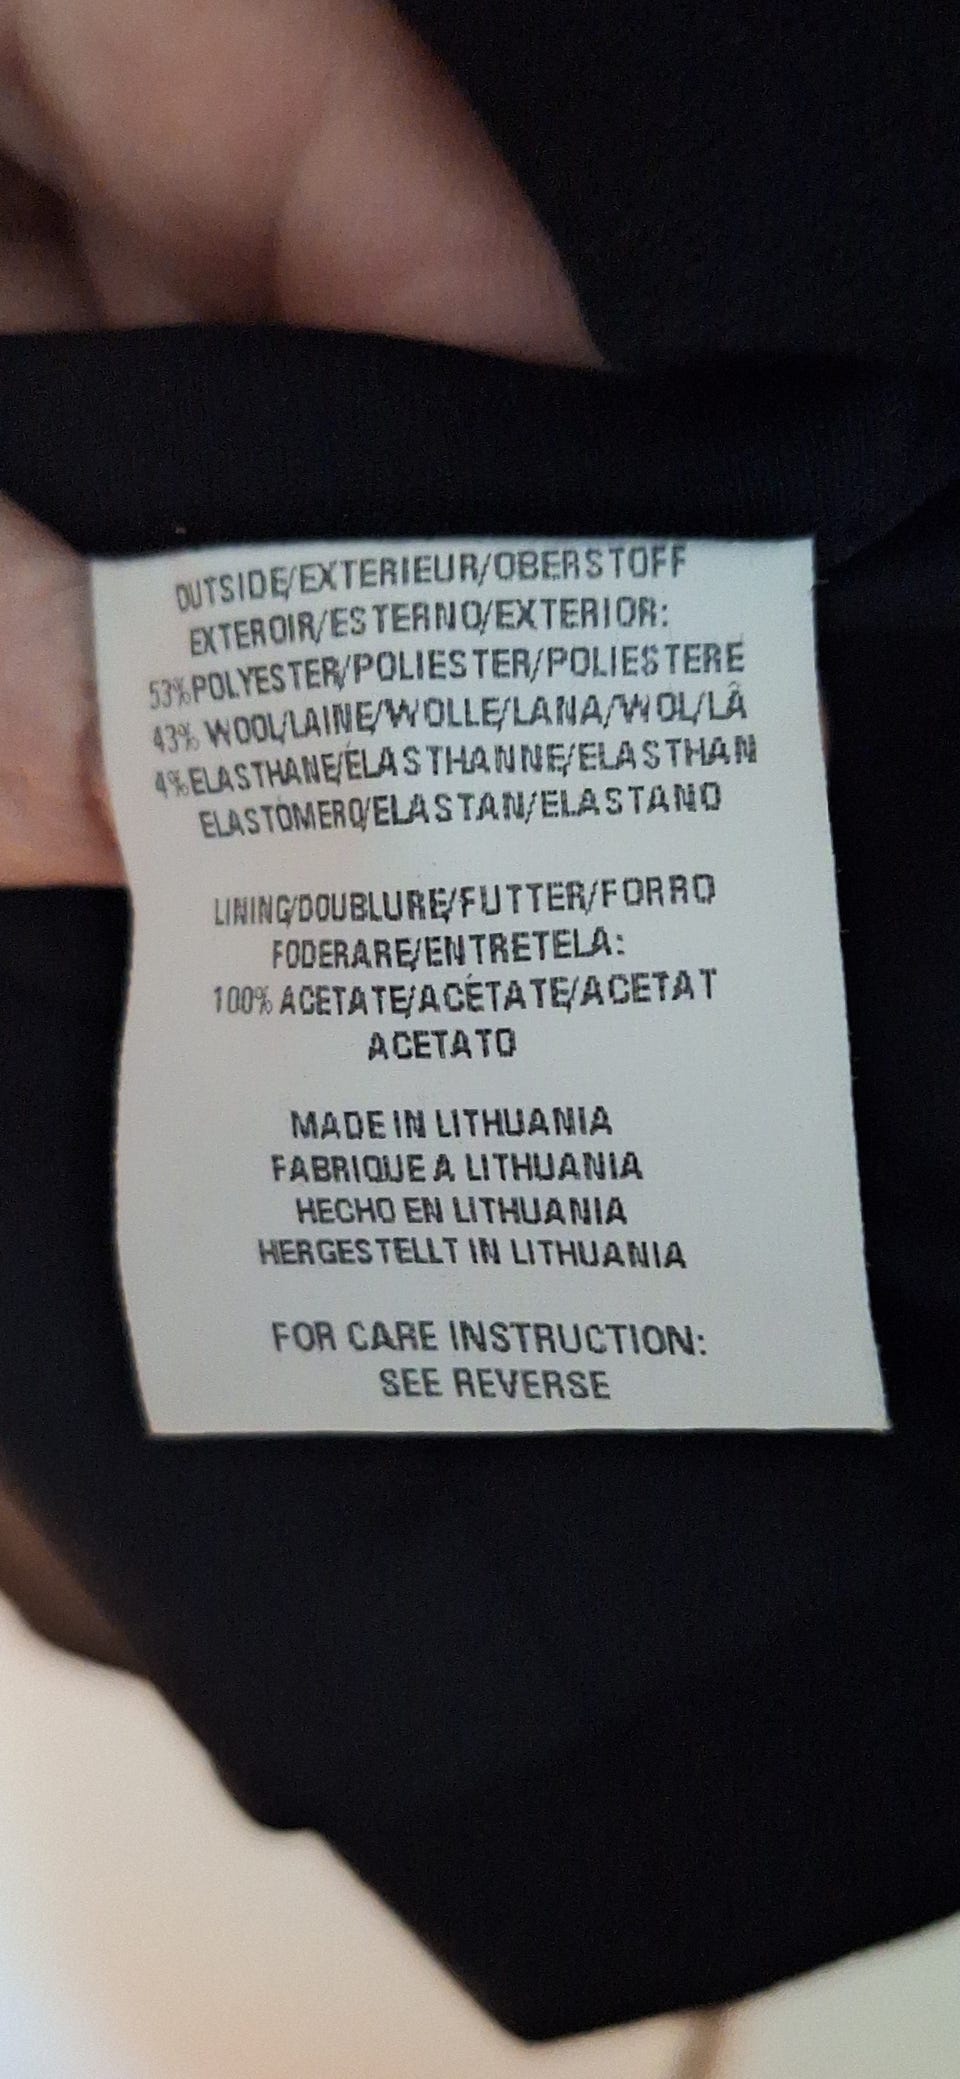 OUTSIDE/EXTERIEUR/OBERSTOFF
EXTEROIR/ESTERNO/EXTERIOR:
53%POLYESTER/POLIESTER/POLIESTERE
43% WOOL/LAINE/WOLLE/LANA/WOL/LÃ
4%ELASTHANE/ÉLASTHANNE/ELASTHAN
ELASTÓMERO/ELASTAN/ELASTANO
LINING/DOUBLURE/FUTTER/FORRO
FODERARE/ENTRETELA:
100% ACETATE/ACÉTATE/ACETAT
ACETATO
MADE IN LITHUANIA
FABRIQUE A LITHUANIA
HECHO EN LITHUANIA
HERGESTELLT IN LITHUANIA
FOR CARE INSTRUCTION:
SEE REVERSE